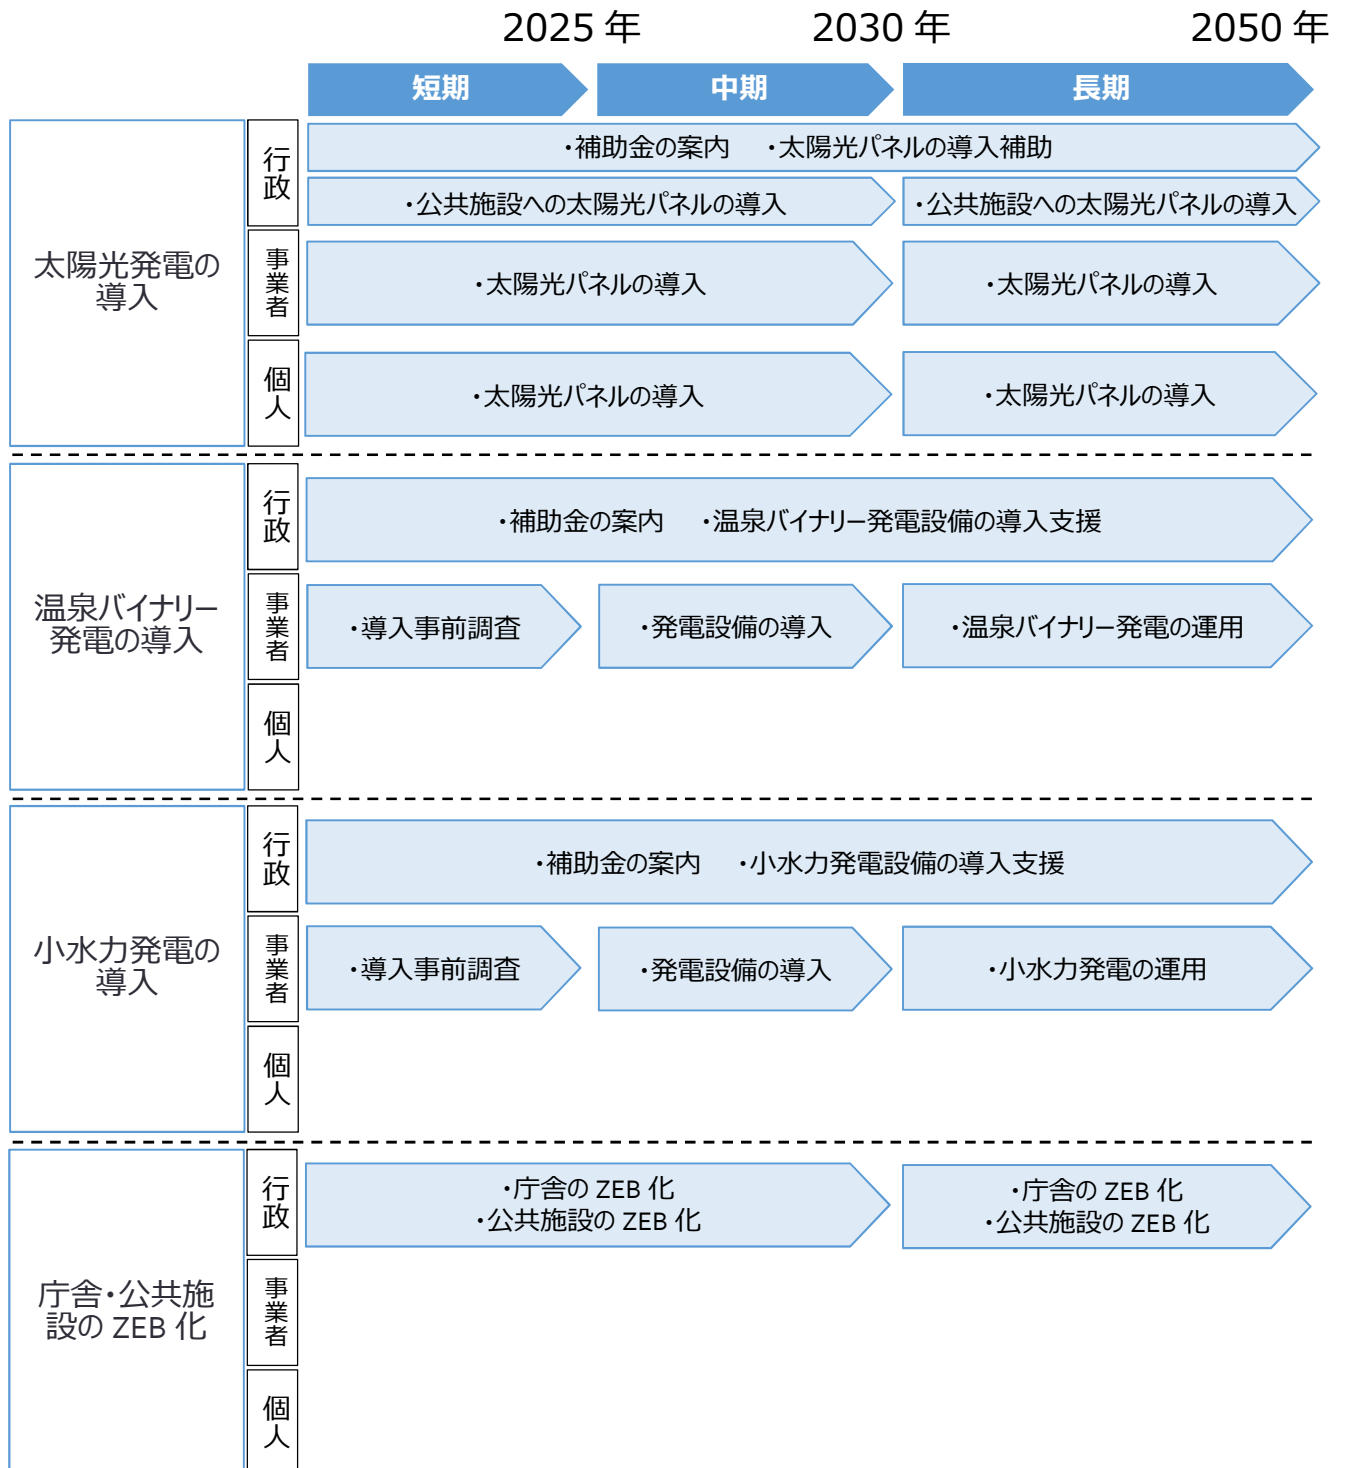 2025 年
2030 年
2050 年
短期
中期
長期
太陽光発電の
導入
行政
・補助金の案内 ・太陽光パネルの導入補助
・公共施設への太陽光パネルの導入
・公共施設への太陽光パネルの導入
事業者
・太陽光パネルの導入
・太陽光パネルの導入
個人
・太陽光パネルの導入
・太陽光パネルの導入
温泉バイナリー
発電の導入
行政
・補助金の案内 ・温泉バイナリー発電設備の導入支援
事業者
・導入事前調査
・発電設備の導入
・温泉バイナリー発電の運用
個人
小水力発電の
導入
行政
・補助金の案内 ・小水力発電設備の導入支援
事業者
・導入事前調査
・発電設備の導入
・小水力発電の運用
個人
庁舎・公共施
設の ZEB 化
行政
・庁舎の ZEB 化
・公共施設の ZEB 化
・庁舎の ZEB 化
・公共施設の ZEB 化
事業者
個人